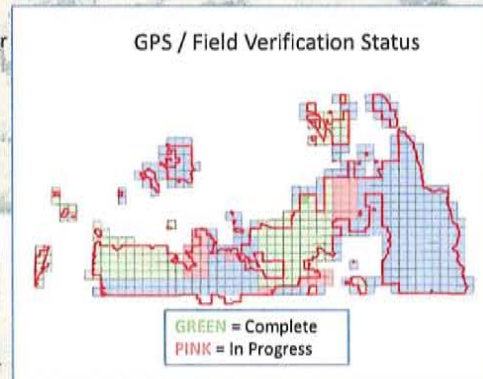 r
GPS / Field Verification Status
GREEN = Complete
PINK = In Progress